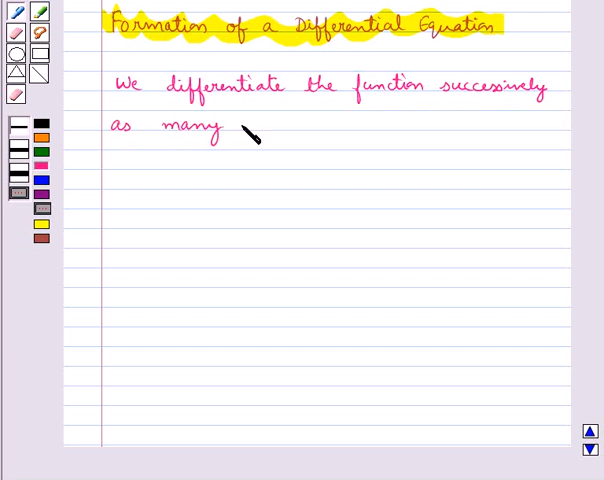 Formation of a Differential Equation
We differentiate the function successively
as many